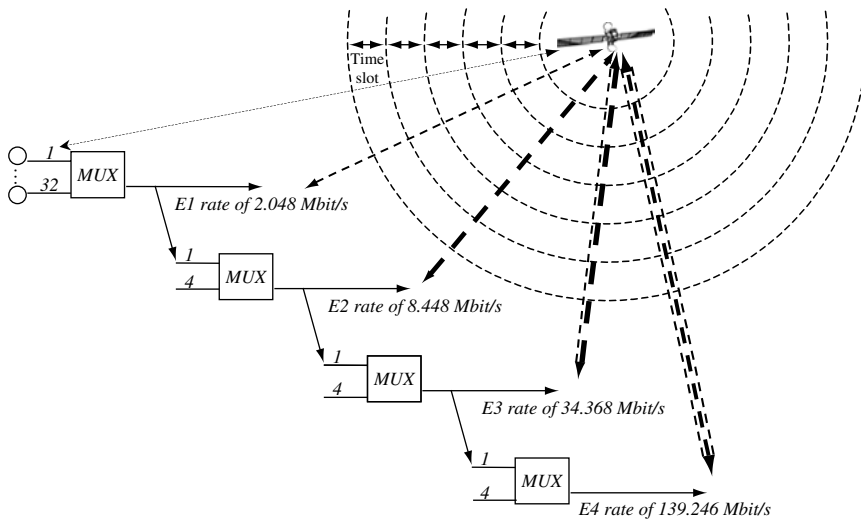 Time
slot
1
32
MUX
E1 rate of 2.048 Mbit/s
1
4
MUX
E2 rate of 8.448 Mbit/s
1
4
MUX
E3 rate of 34.368 Mbit/s
1
4
MUX
E4 rate of 139.246 Mbit/s